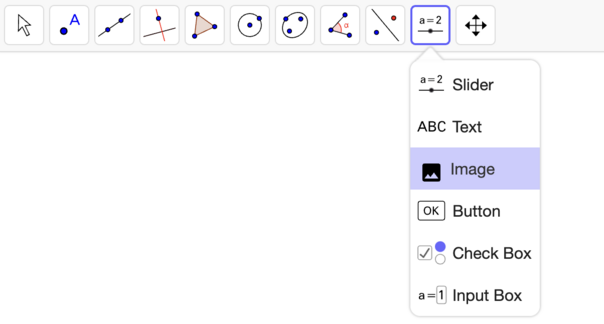 A
α
a=2
a=2 Slider
ABC Text
Image
OK Button
Check Box
a=1 Input Box